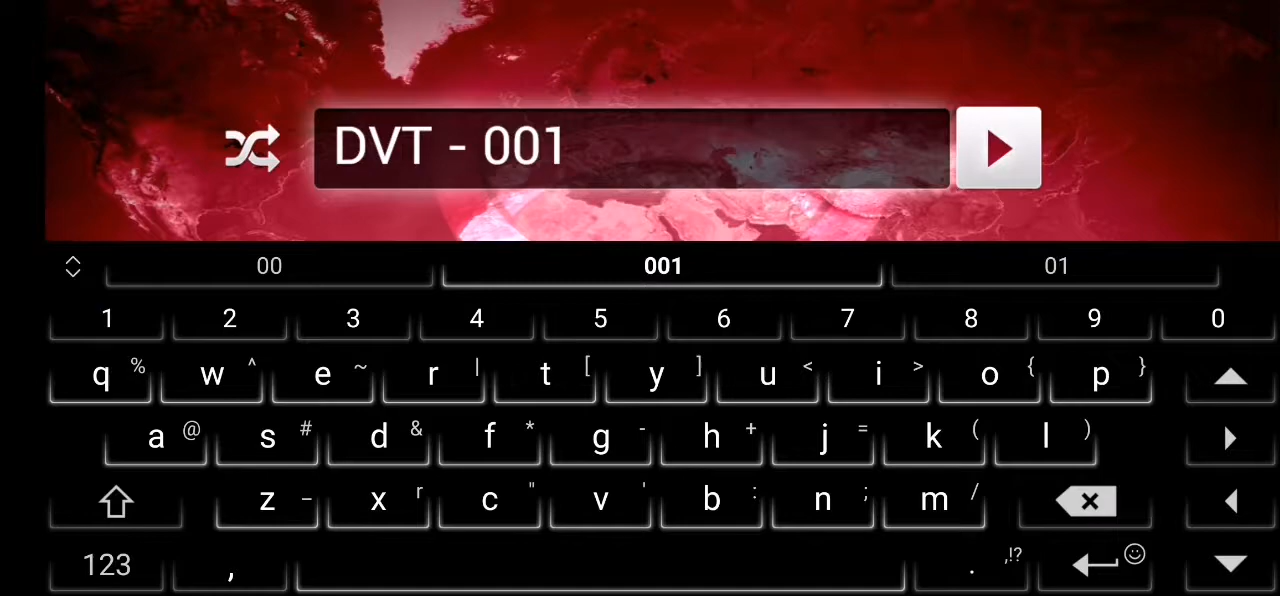 DVT - 001
00 001 01
1 2 3 4 5 6 7 8 9 0
q % w ^ e ~ r | t [ y ] u < i > o { p }
a @ s # d & f * g - h + j = k ( l )
z _ x r c " v ' b : n ; m /
123 , . ,!?